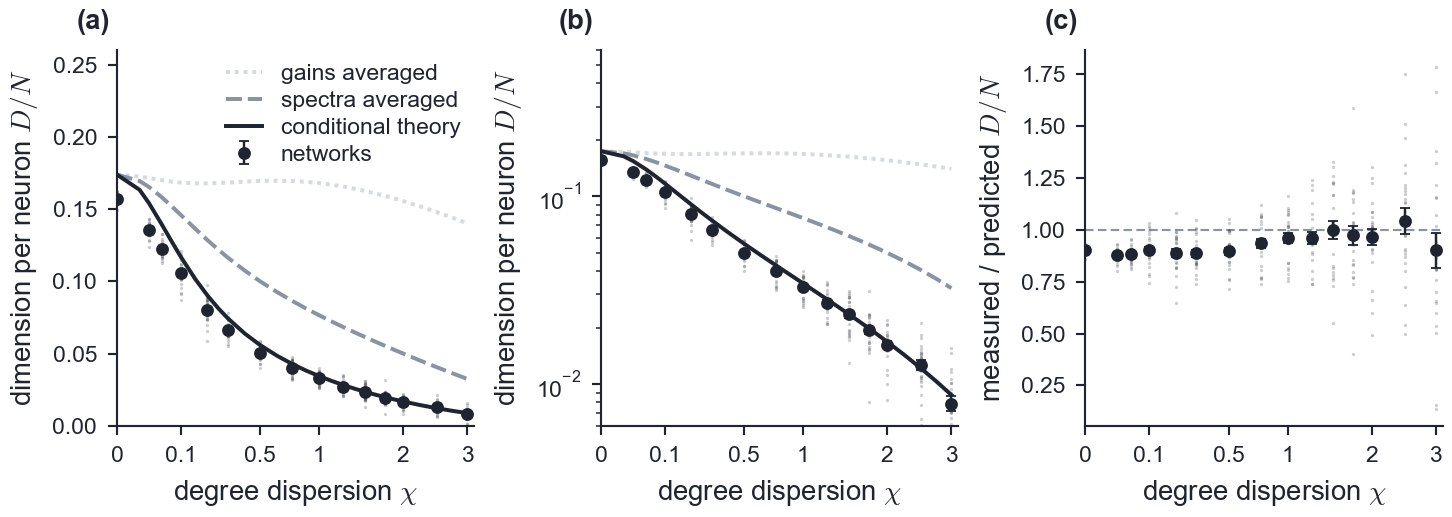 (a)
dimension per neuron D/N
0.25
0.20
0.15
0.10
0.05
0.00
gains averaged
spectra averaged
conditional theory
networks
0 0.1 0.5 1 2 3
degree dispersion χ
(b)
dimension per neuron D/N
10⁻¹
10⁻²
0 0.1 0.5 1 2 3
degree dispersion χ
(c)
measured / predicted D/N
1.75
1.50
1.25
1.00
0.75
0.50
0.25
0 0.1 0.5 1 2 3
degree dispersion χ